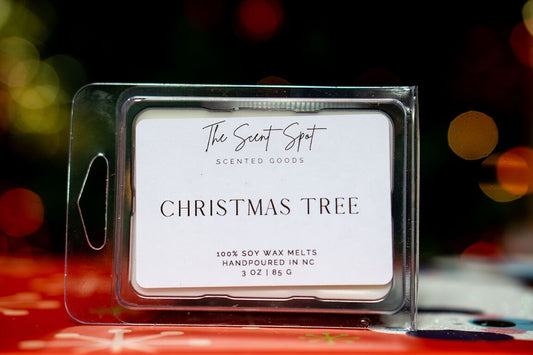 The Scent Spot
SCENTED GOODS
CHRISTMAS TREE
100% SOY WAX MELTS
HANDPOURED IN NC
3 OZ | 85 G